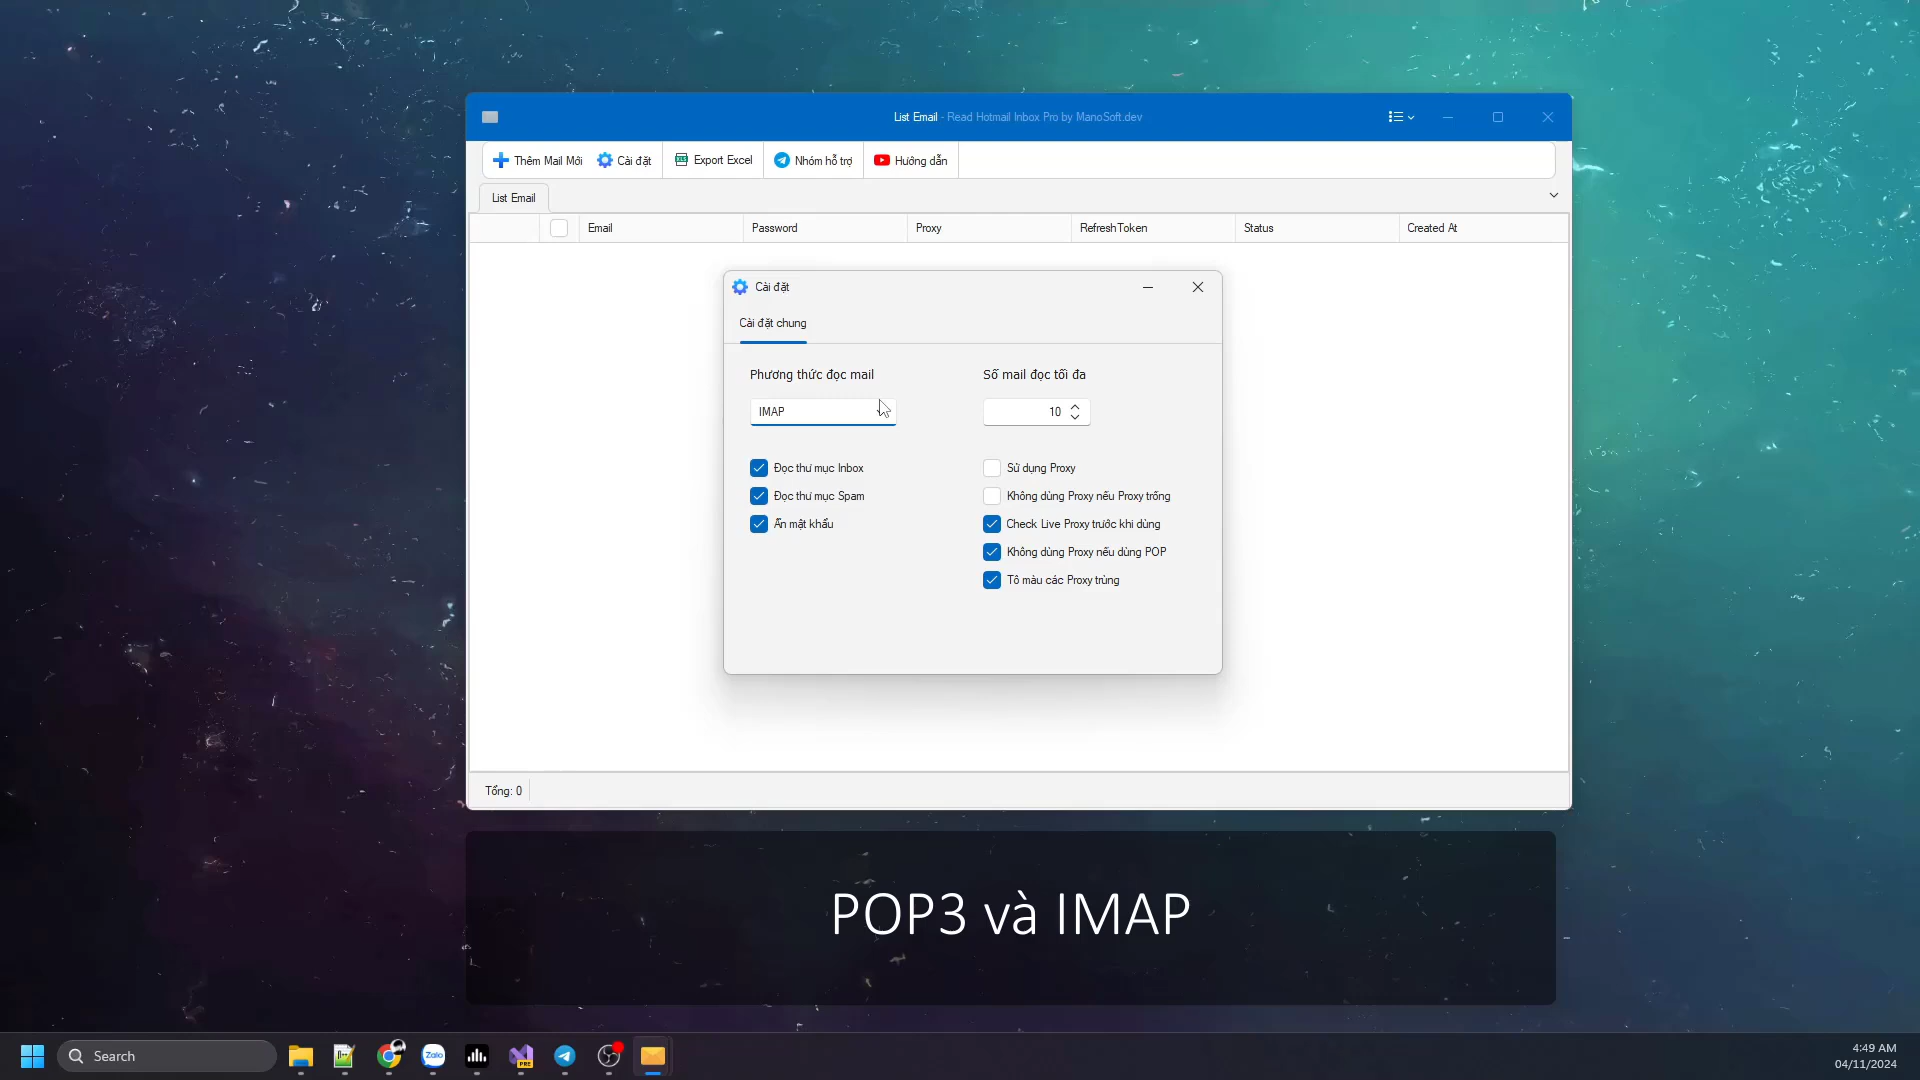 List Email - Read Hotmail Inbox Pro by ManoSoft.dev
Thêm Mail Mới
Cài đặt
Export Excel
Nhóm hỗ trợ
Hướng dẫn
List Email
Email
Password
Proxy
RefreshToken
Status
Created At
Cài đặt
Cài đặt chung
Phương thức đọc mail
Số mail đọc tối đa
IMAP
10
Đọc thư mục Inbox
Sử dụng Proxy
Đọc thư mục Spam
Không dùng Proxy nếu Proxy trống
Ẩn mật khẩu
Check Live Proxy trước khi dùng
Không dùng Proxy nếu dùng POP
Tô màu các Proxy trùng
Tổng: 0
POP3 và IMAP
Search
Zalo
PRE
4:49 AM
04/11/2024